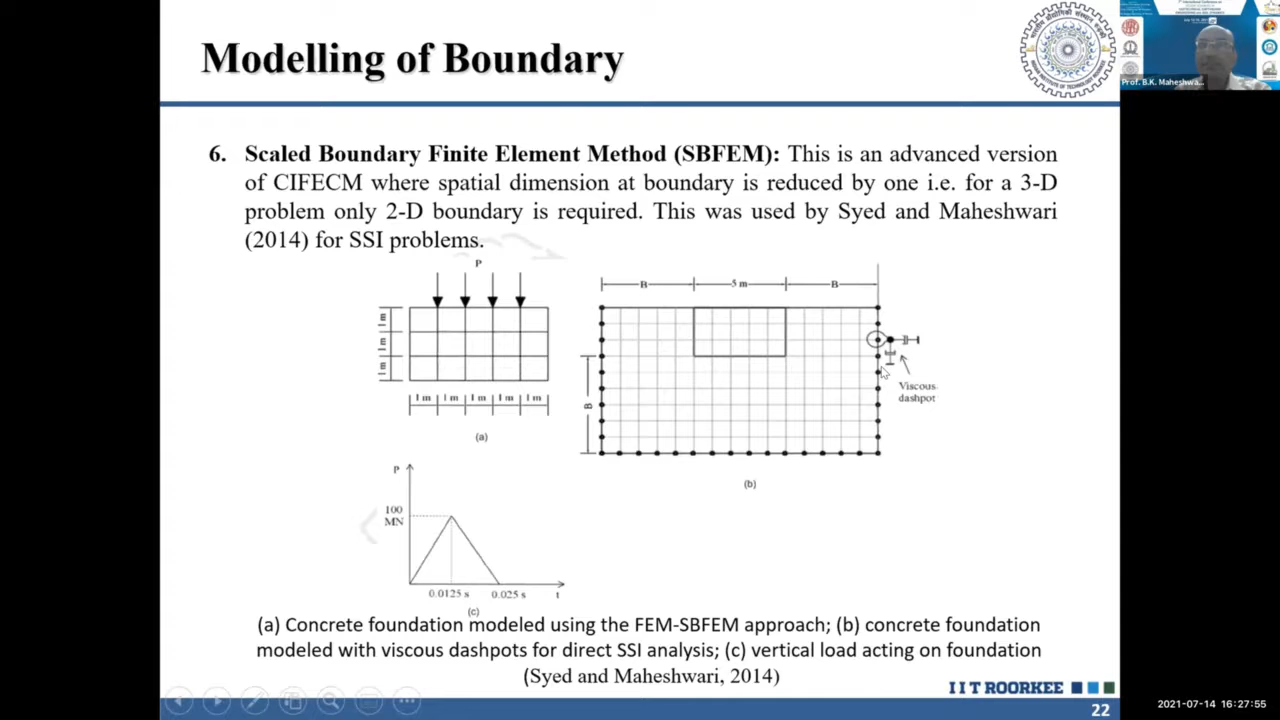 Modelling of Boundary
Prof. B.K. Maheshwa...
6. Scaled Boundary Finite Element Method (SBFEM): This is an advanced version
of CIFECM where spatial dimension at boundary is reduced by one i.e. for a 3-D
problem only 2-D boundary is required. This was used by Syed and Maheshwari
(2014) for SSI problems.
P
1 m
1 m
1 m
1 m 1 m 1 m 1 m 1 m
(a)
B 5 m B
B
Viscous
dashpot
(b)
P
100
MN
0.0125 s 0.025 s t
(c)
(a) Concrete foundation modeled using the FEM-SBFEM approach; (b) concrete foundation
modeled with viscous dashpots for direct SSI analysis; (c) vertical load acting on foundation
(Syed and Maheshwari, 2014)
I I T ROORKEE
22
2021-07-14 16:27:55